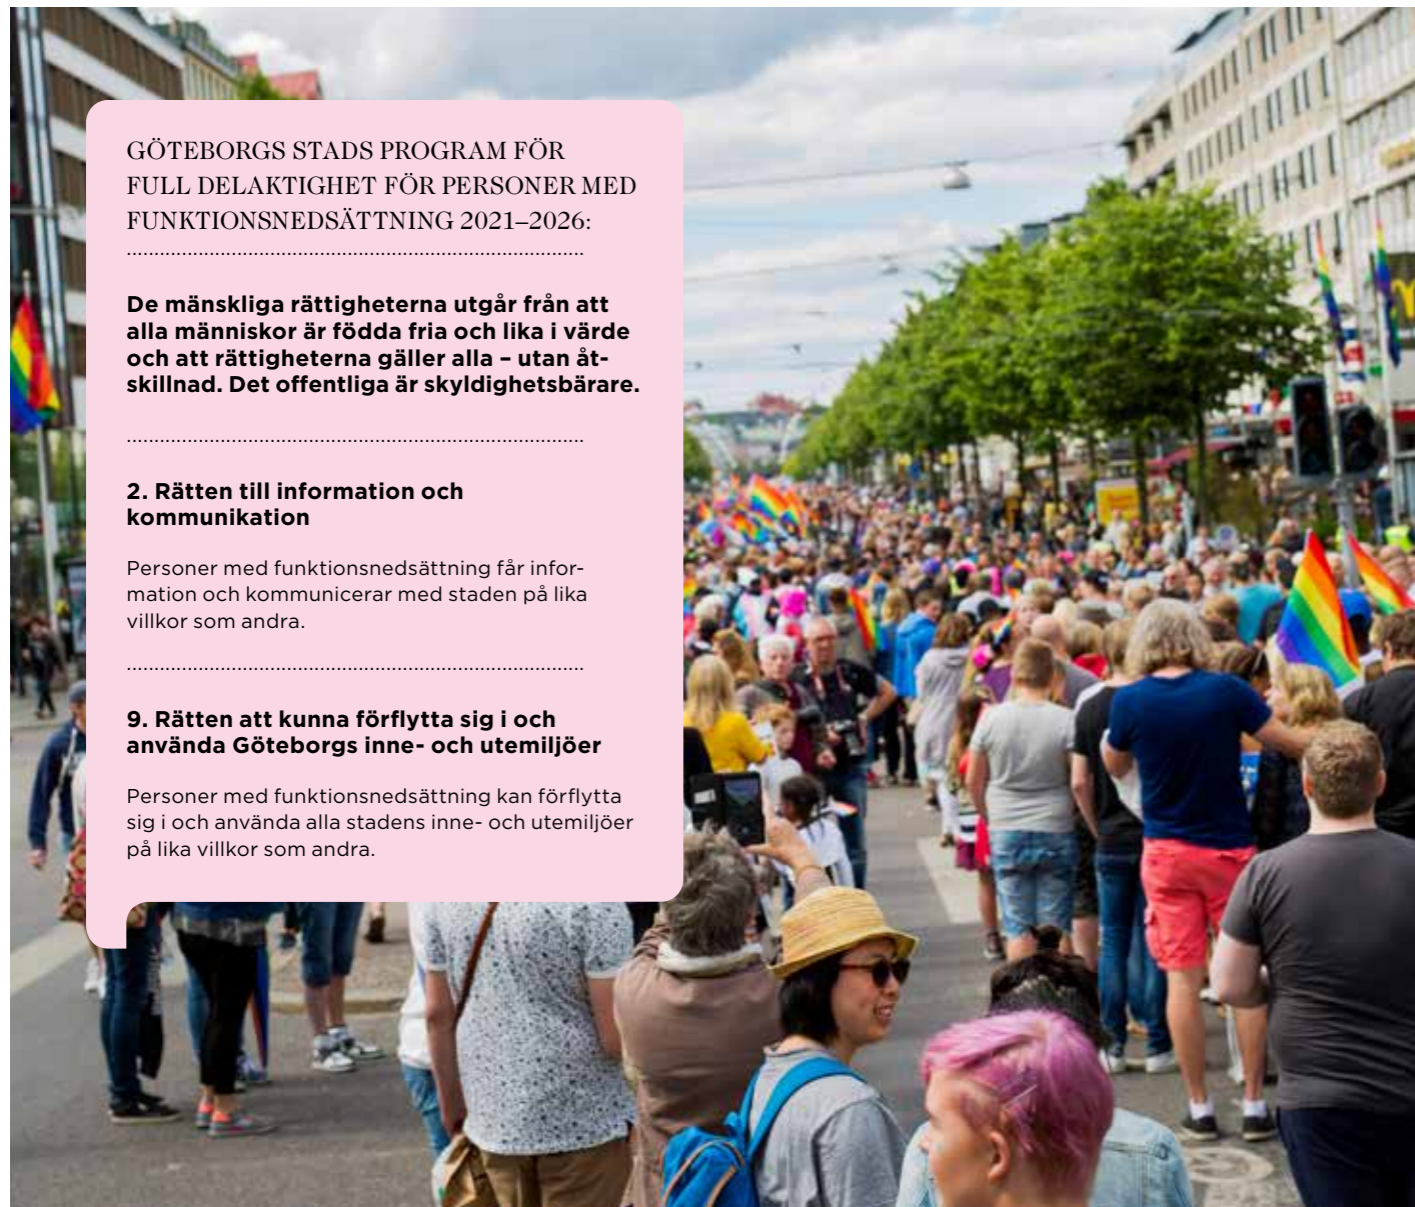 GÖTEBORGS STADS PROGRAM FÖR
FULL DELAKTIGHET FÖR PERSONER MED
FUNKTIONSNEDSÄTTNING 2021–2026:
De mänskliga rättigheterna utgår från att
alla människor är födda fria och lika i värde
och att rättigheterna gäller alla – utan åt-
skillnad. Det offentliga är skyldighetsbärare.
2. Rätten till information och
kommunikation
Personer med funktionsnedsättning får infor-
mation och kommunicerar med staden på lika
villkor som andra.
9. Rätten att kunna förflytta sig i och
använda Göteborgs inne- och utemiljöer
Personer med funktionsnedsättning kan förflytta
sig i och använda alla stadens inne- och utemiljöer
på lika villkor som andra.